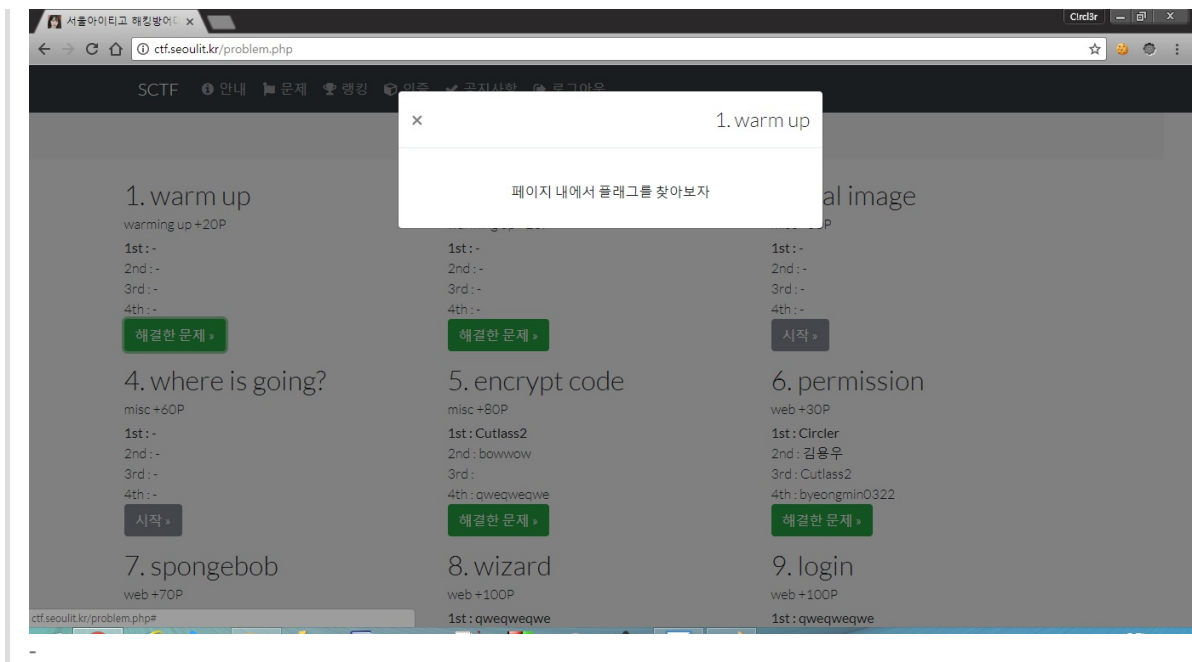 서울아이티고 해킹방어
C1rcl3r
ctf.seoulit.kr/problem.php
SCTF 안내 문제 랭킹 인증 공지사항 로그아웃
1. warm up
페이지 내에서 플래그를 찾아보자
1. warm up
warming up +20P
1st : -
2nd : -
3rd : -
4th : -
해결한 문제 »
1st : -
2nd : -
3rd : -
4th : -
해결한 문제 »
al image
1st : -
2nd : -
3rd : -
4th : -
시작 »
4. where is going?
misc +60P
1st : -
2nd : -
3rd : -
4th : -
시작 »
5. encrypt code
misc +80P
1st : Cutlass2
2nd : bowwow
3rd :
4th : qweqweqwe
해결한 문제 »
6. permission
web +30P
1st : Circler
2nd : 김용우
3rd : Cutlass2
4th : byeongmin0322
해결한 문제 »
7. spongebob
web +70P
8. wizard
web +100P
1st : qweqweqwe
9. login
web +100P
1st : qweqweqwe
ctf.seoulit.kr/problem.php#
-